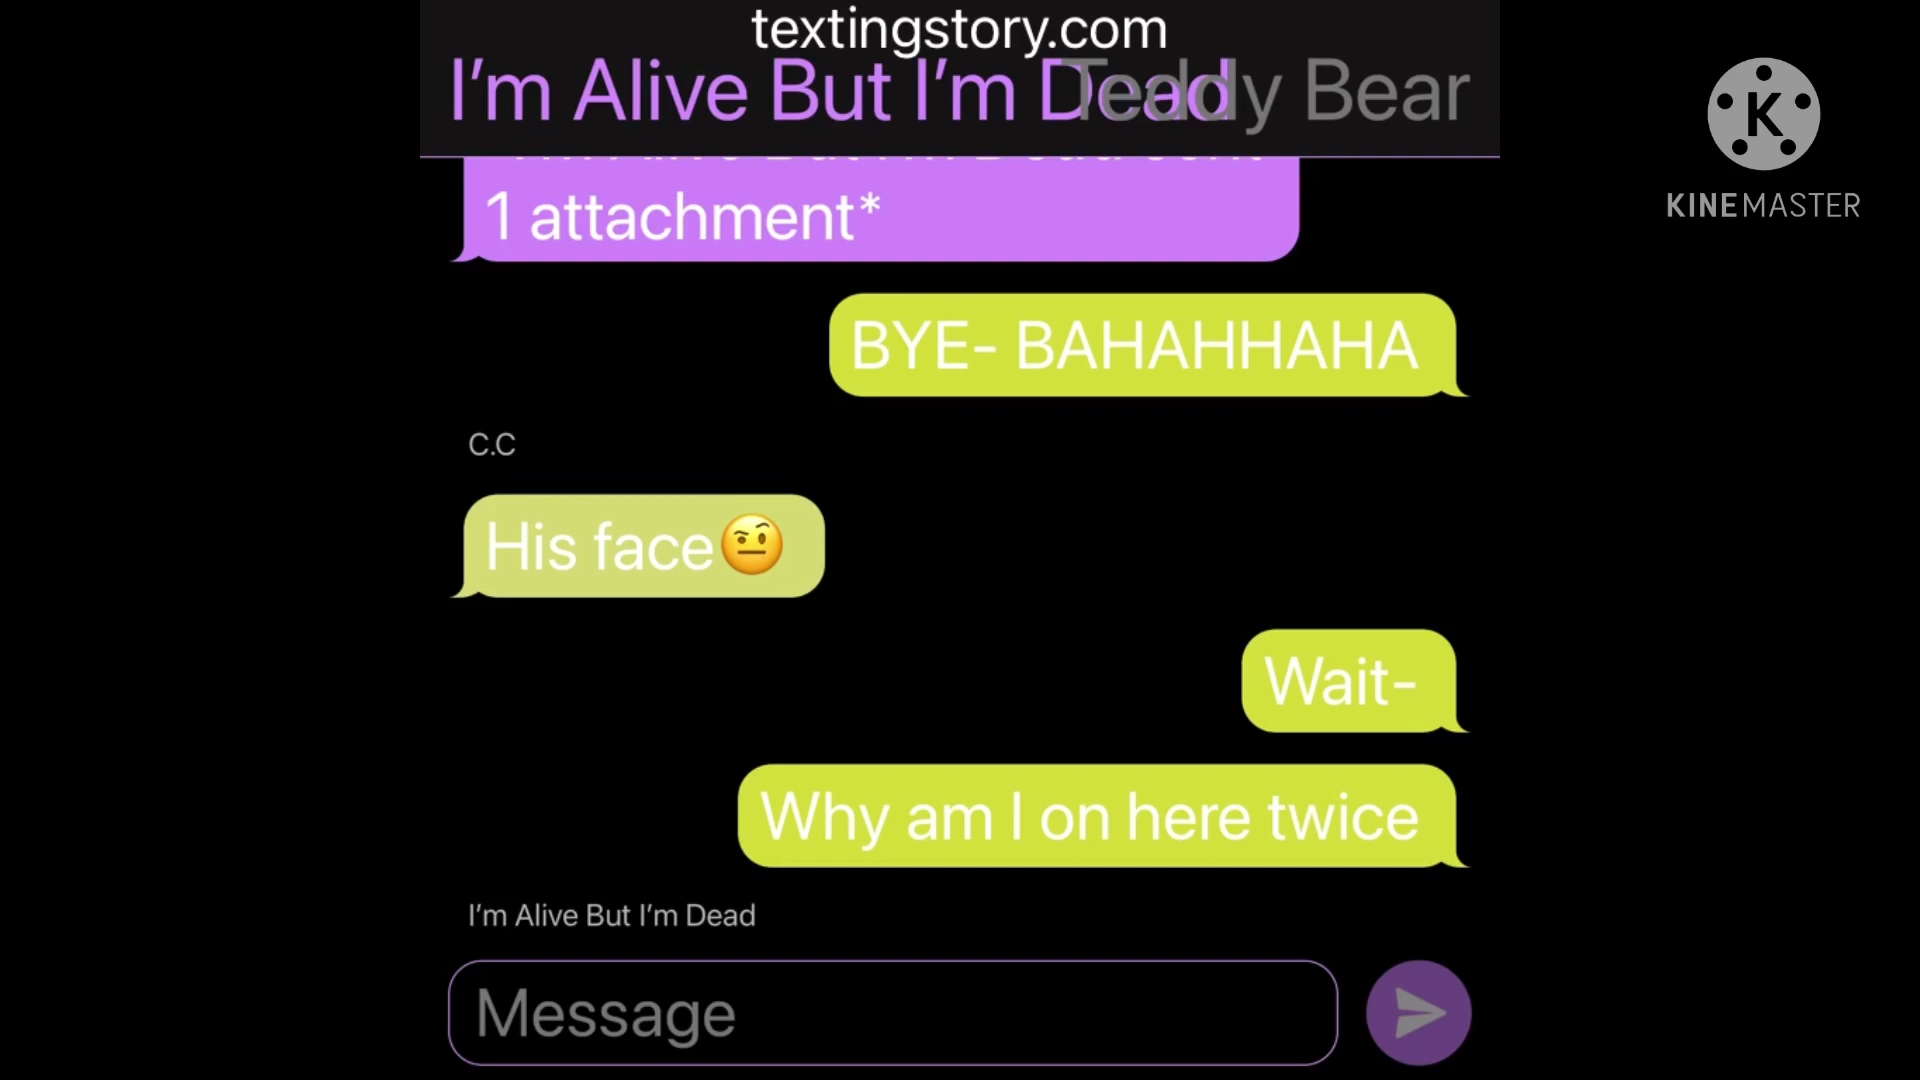 textingstory.com
I'm Alive But I'm Dead Teddy Bear
1 attachment*
BYE- BAHAHHAHA
C.C
His face🤨
Wait-
Why am I on here twice
I'm Alive But I'm Dead
Message
K
KINEMASTER